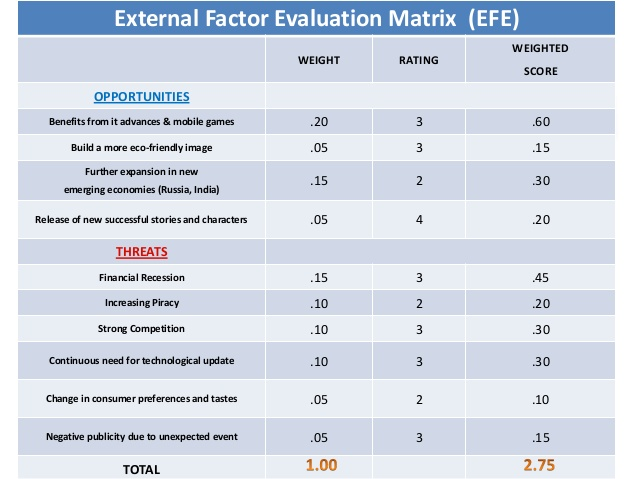 External Factor Evaluation Matrix  (EFE)
WEIGHT RATING WEIGHTED
SCORE
OPPORTUNITIES
Benefits from it advances & mobile games .20 3 .60
Build a more eco-friendly image .05 3 .15
Further expansion in new
emerging economies (Russia, India) .15 2 .30
Release of new successful stories and characters .05 4 .20
THREATS
Financial Recession .15 3 .45
Increasing Piracy .10 2 .20
Strong Competition .10 3 .30
Continuous need for technological update .10 3 .30
Change in consumer preferences and tastes .05 2 .10
Negative publicity due to unexpected event .05 3 .15
TOTAL 1.00 2.75